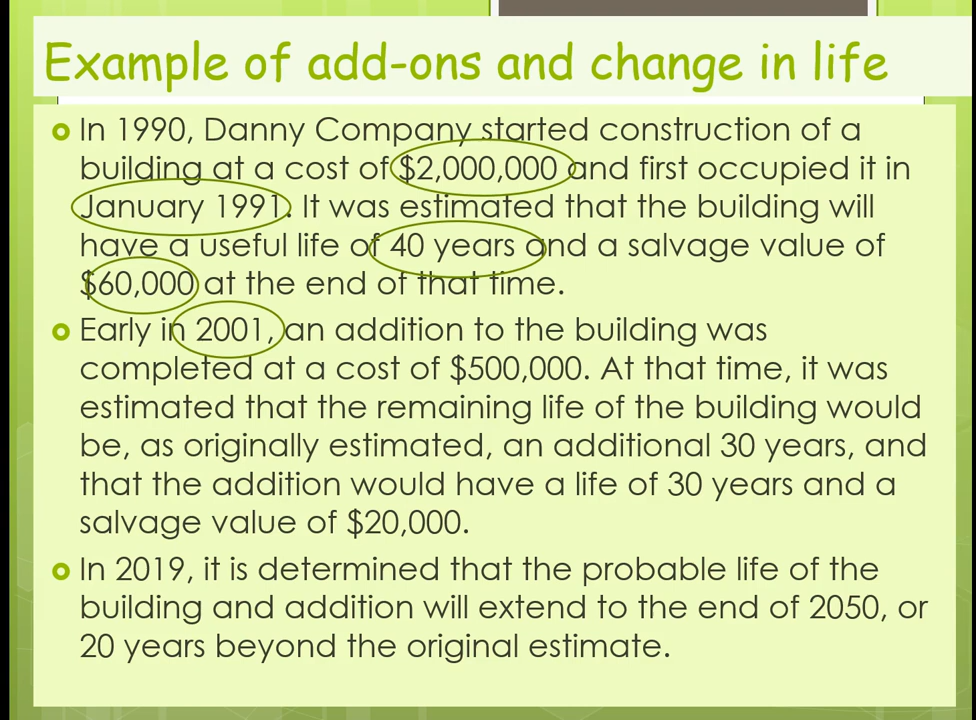 Example of add-ons and change in life
In 1990, Danny Company started construction of a
building at a cost of $2,000,000 and first occupied it in
January 1991. It was estimated that the building will
have a useful life of 40 years and a salvage value of
$60,000 at the end of that time.
Early in 2001, an addition to the building was
completed at a cost of $500,000. At that time, it was
estimated that the remaining life of the building would
be, as originally estimated, an additional 30 years, and
that the addition would have a life of 30 years and a
salvage value of $20,000.
In 2019, it is determined that the probable life of the
building and addition will extend to the end of 2050, or
20 years beyond the original estimate.